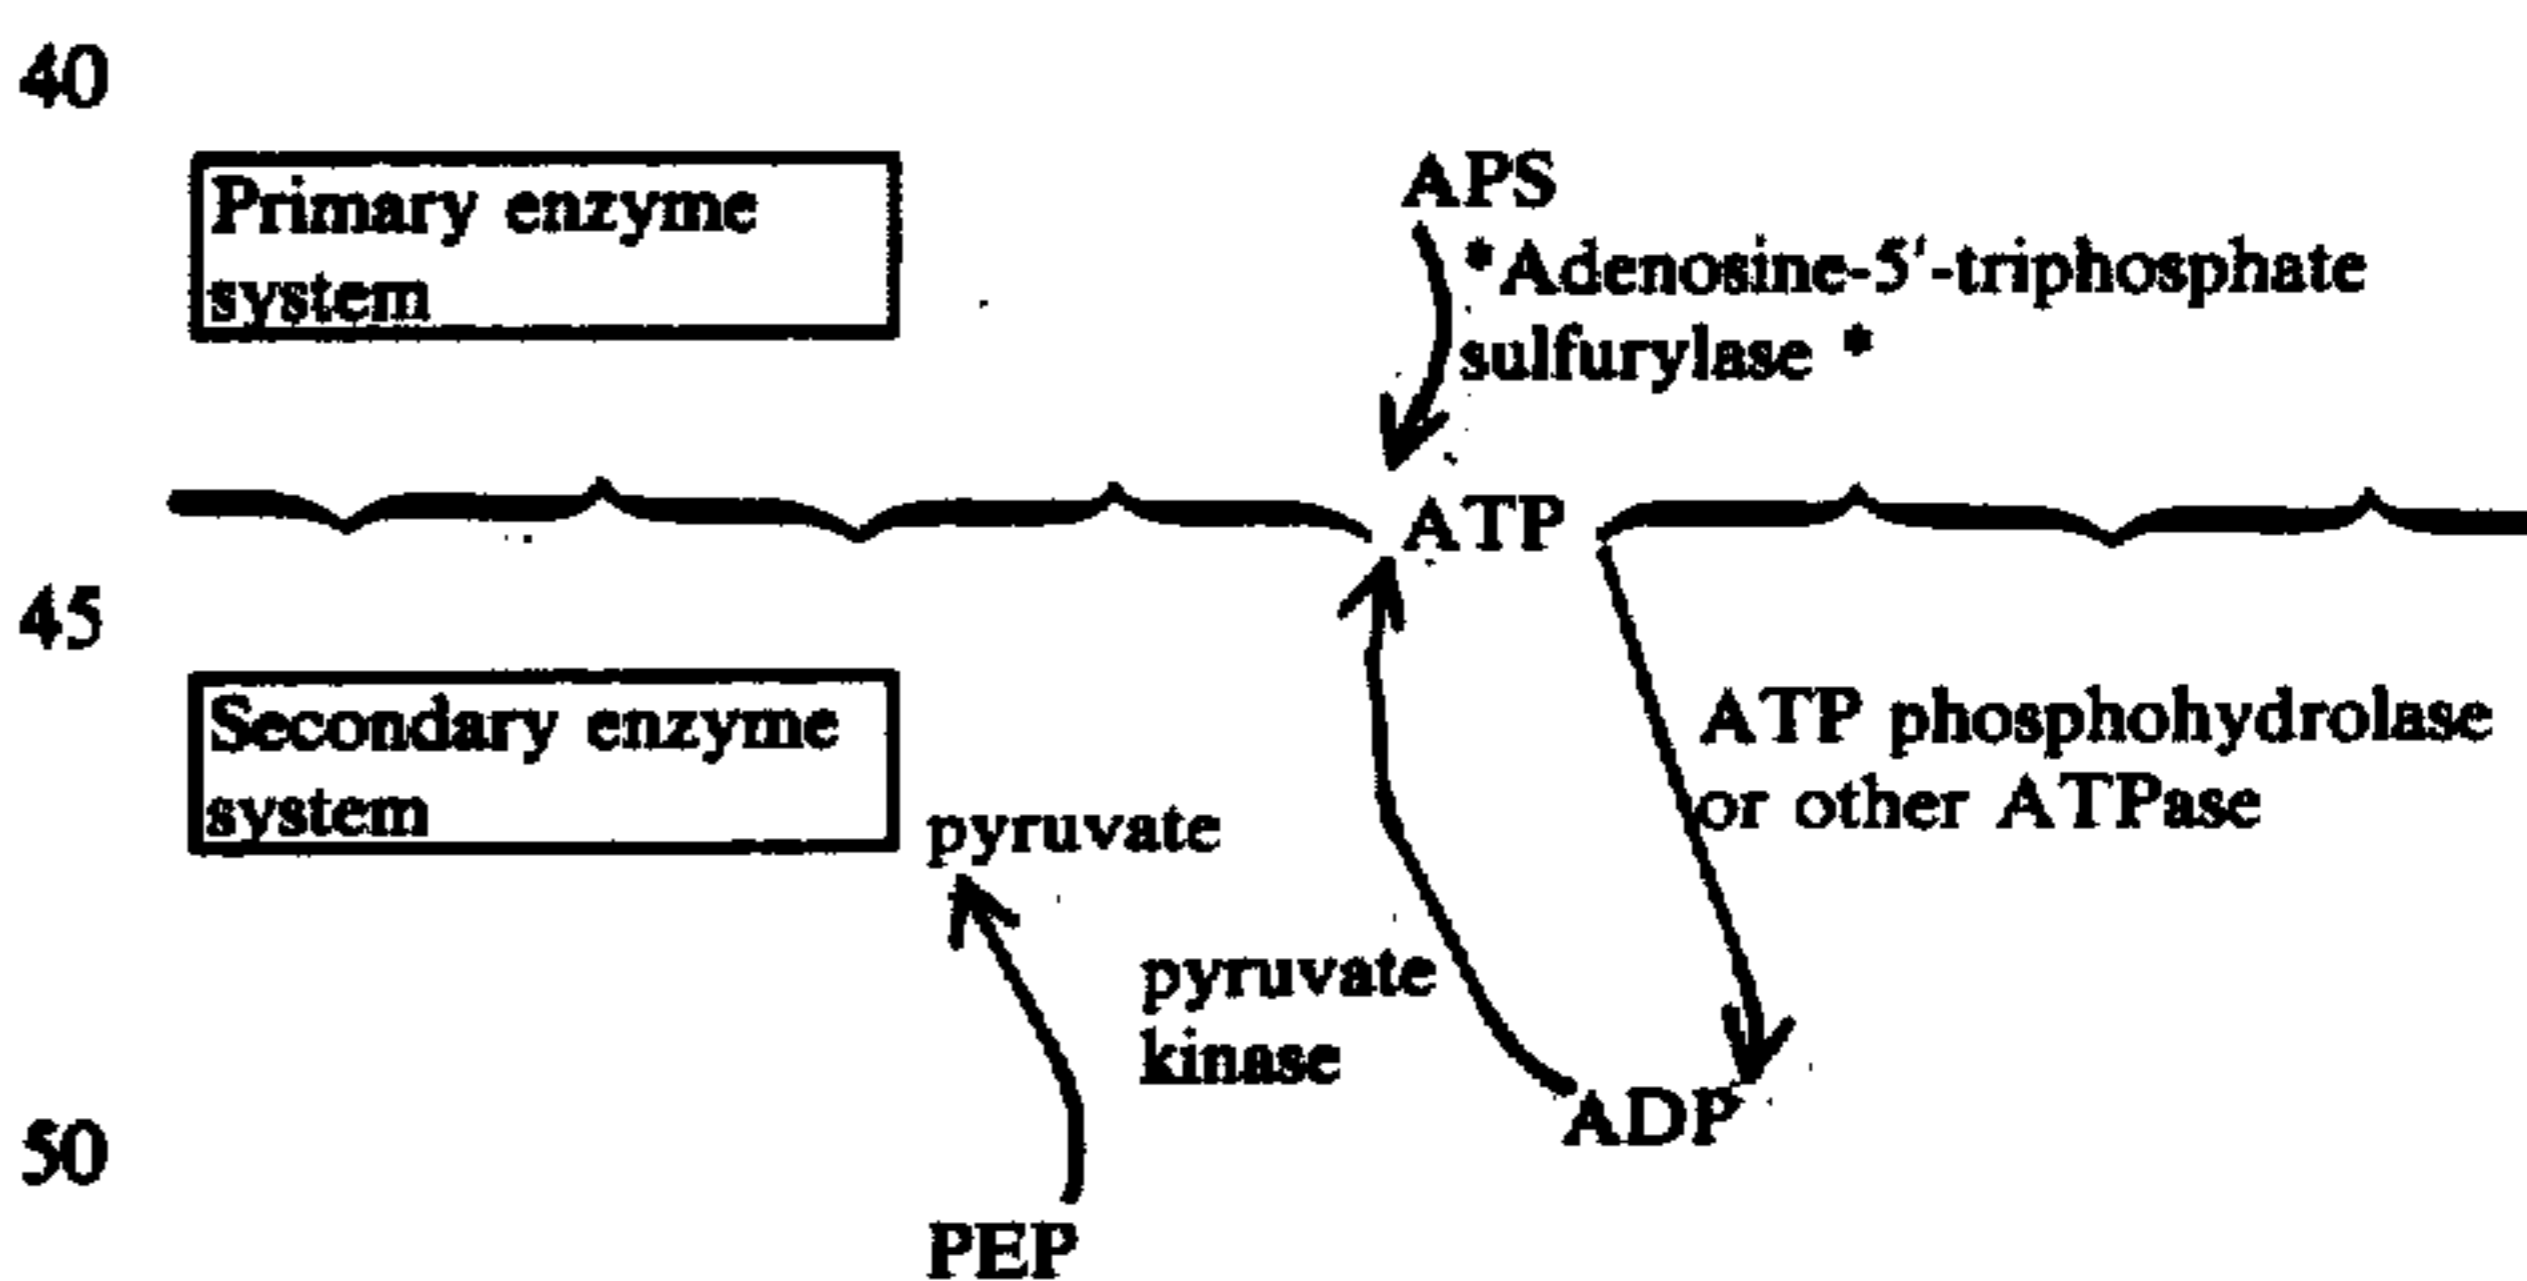 40
Primary enzyme
system
APS
*Adenosine-5'-triphosphate
sulfurylase *
ATP
45
Secondary enzyme
system
ATP phosphohydrolase
or other ATPase
pyruvate
pyruvate
kinase
ADP
50
PEP